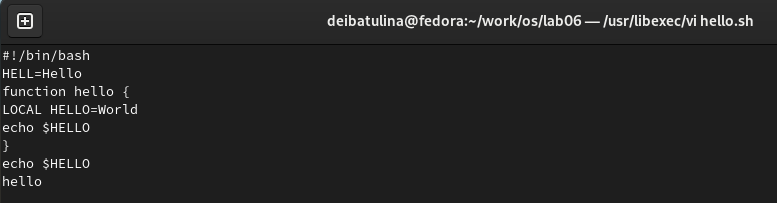 deibatulina@fedora:~/work/os/lab06 — /usr/libexec/vi hello.sh
#!/bin/bash
HELL=Hello
function hello {
LOCAL HELLO=World
echo $HELLO
}
echo $HELLO
hello